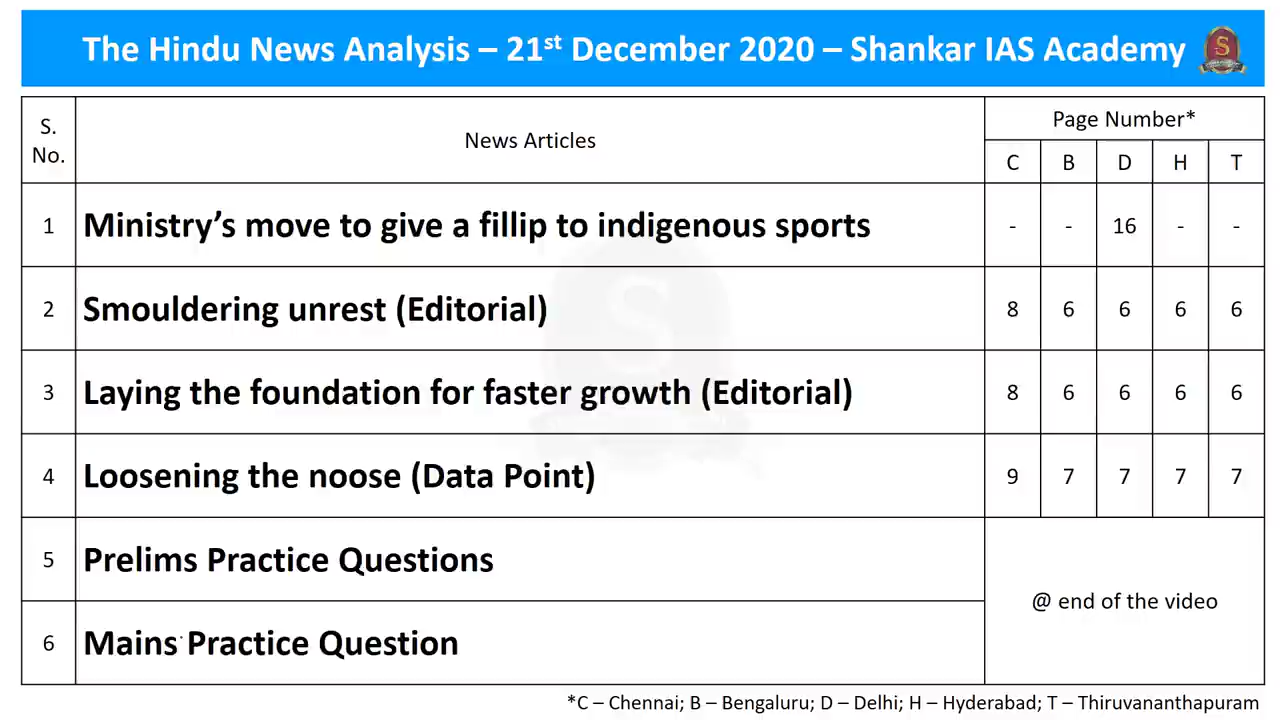 The Hindu News Analysis – 21st December 2020 – Shankar IAS Academy
S. No. News Articles Page Number*
C B D H T
1 Ministry's move to give a fillip to indigenous sports - - 16 - -
2 Smouldering unrest (Editorial) 8 6 6 6 6
3 Laying the foundation for faster growth (Editorial) 8 6 6 6 6
4 Loosening the noose (Data Point) 9 7 7 7 7
5 Prelims Practice Questions
@ end of the video
6 Mains Practice Question
*C – Chennai; B – Bengaluru; D – Delhi; H – Hyderabad; T – Thiruvananthapuram